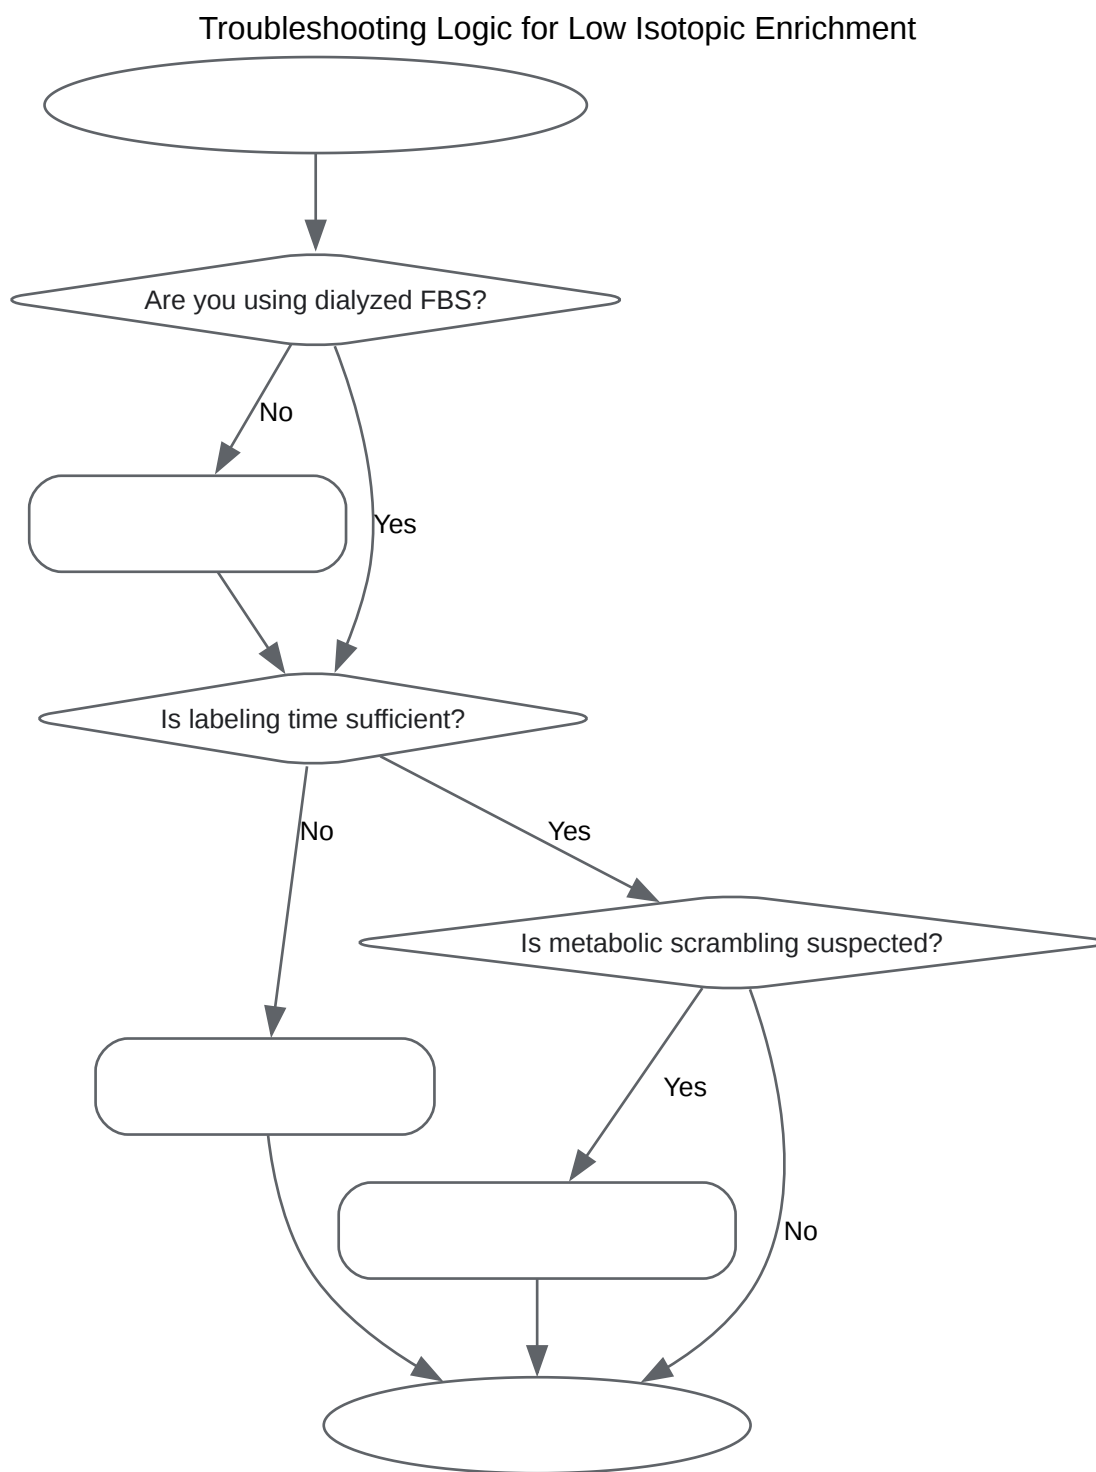 Troubleshooting Logic for Low Isotopic Enrichment
Are you using dialyzed FBS?
No
Yes
Is labeling time sufficient?
No
Yes
Is metabolic scrambling suspected?
Yes
No